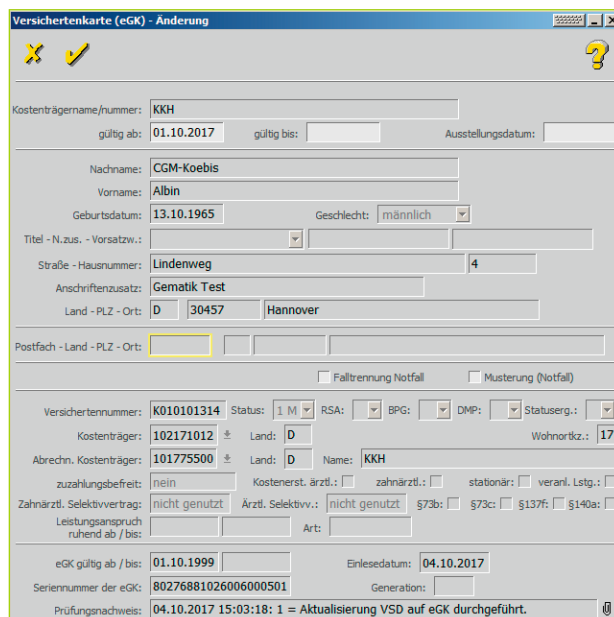 Versichertenkarte (eGK) - Änderung
Kostenträgername/nummer: KKH
gültig ab: 01.10.2017 gültig bis: Ausstellungsdatum:
Nachname: CGM-Koebis
Vorname: Albin
Geburtsdatum: 13.10.1965 Geschlecht: männlich
Titel - N.zus. - Vorsatzw.:
Straße - Hausnummer: Lindenweg 4
Anschriftenzusatz: Gematik Test
Land - PLZ - Ort: D 30457 Hannover
Postfach - Land - PLZ - Ort:
Falltrennung Notfall Musterung (Notfall)
Versichertennummer: K010101314 Status: 1 M RSA: BPG: DMP: Statuserg.:
Kostenträger: 102171012 Land: D Wohnortkz.: 17
Abrechn. Kostenträger: 101775500 Land: D Name: KKH
zuzahlungsbefreit: nein Kostenerst. ärztl.: zahnärztl.: stationär: veranl. Lstg.:
Zahnärztl. Selektivvertrag: nicht genutzt Ärztl. Selektivv.: nicht genutzt §73b: §73c: §137f: §140a:
Leistungsanspruch
ruhend ab / bis: Art:
eGK gültig ab / bis: 01.10.1999 Einlesedatum: 04.10.2017
Seriennummer der eGK: 80276881026006000501 Generation:
Prüfungsnachweis: 04.10.2017 15:03:18: 1 = Aktualisierung VSD auf eGK durchgeführt.